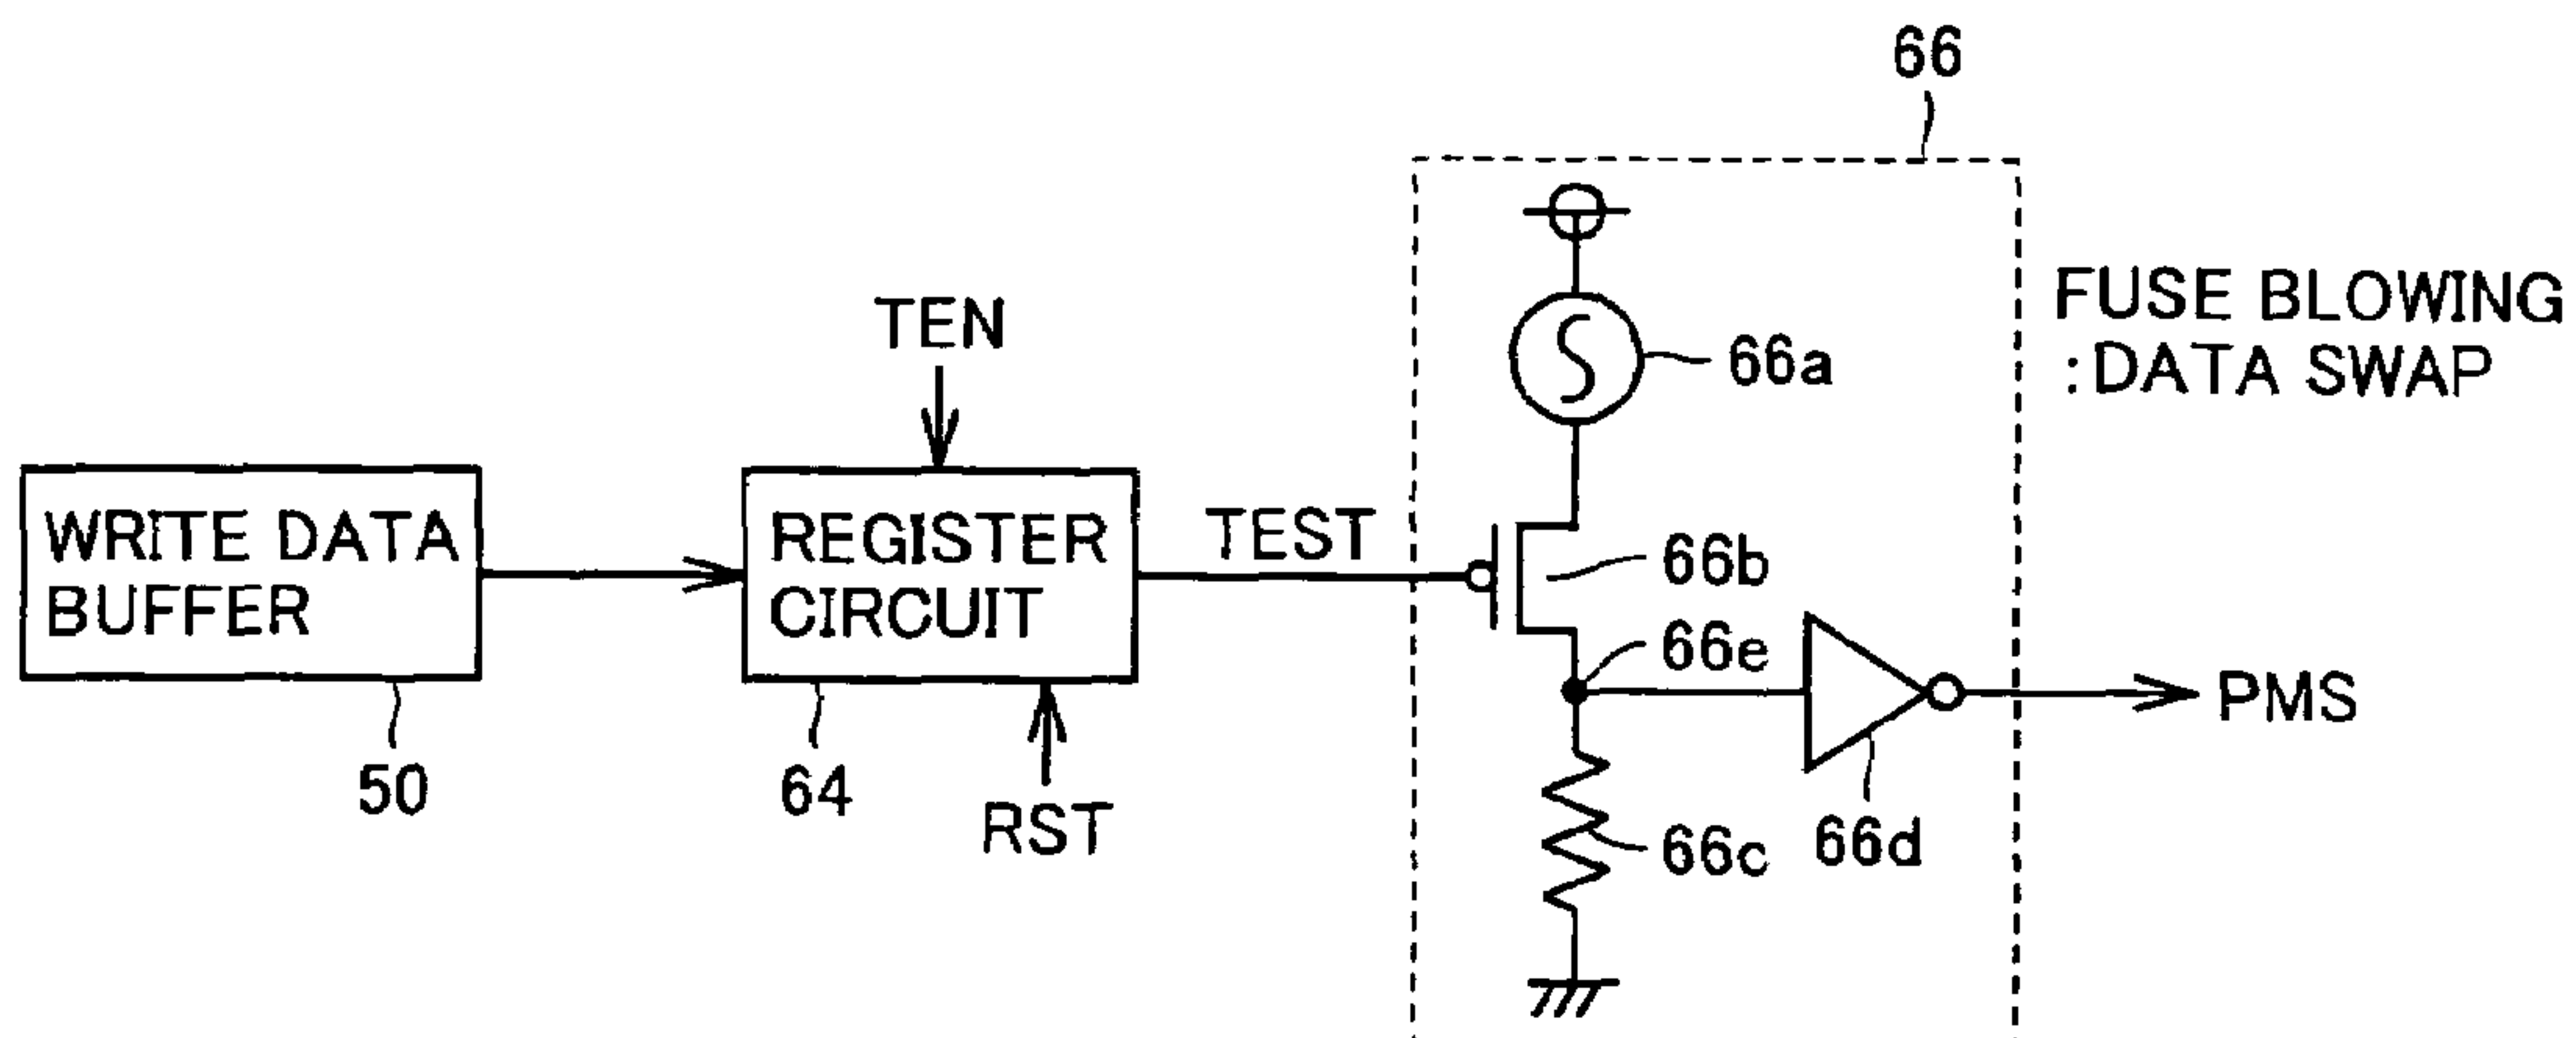 66
TEN
66a
FUSE BLOWING
:DATA SWAP
WRITE DATA
BUFFER
REGISTER
CIRCUIT
TEST
66b
66e
PMS
50
64
RST
66c
66d